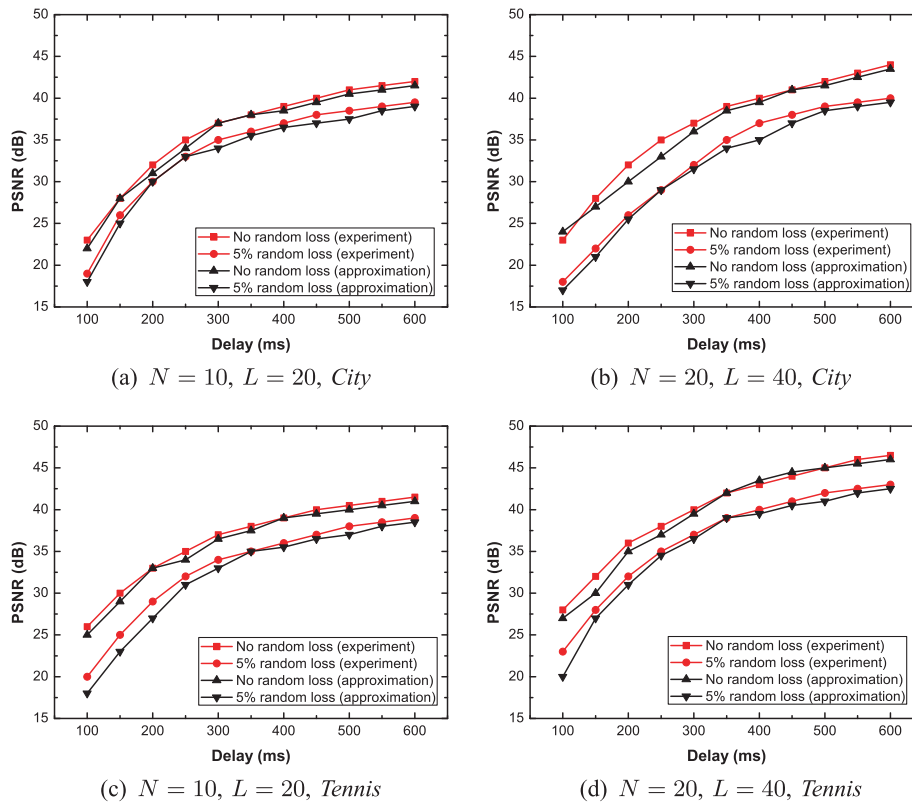 50
45
40
35
30
25
20
15
PSNR (dB)
No random loss (experiment)
5% random loss (experiment)
No random loss (approximation)
5% random loss (approximation)
100 200 300 400 500 600
Delay (ms)
(a) N = 10, L = 20, City
50
45
40
35
30
25
20
15
PSNR (dB)
No random loss (experiment)
5% random loss (experiment)
No random loss (approximation)
5% random loss (approximation)
100 200 300 400 500 600
Delay (ms)
(b) N = 20, L = 40, City
50
45
40
35
30
25
20
15
PSNR (dB)
No random loss (experiment)
5% random loss (experiment)
No random loss (approximation)
5% random loss (approximation)
100 200 300 400 500 600
Delay (ms)
(c) N = 10, L = 20, Tennis
50
45
40
35
30
25
20
15
PSNR (dB)
No random loss (experiment)
5% random loss (experiment)
No random loss (approximation)
5% random loss (approximation)
100 200 300 400 500 600
Delay (ms)
(d) N = 20, L = 40, Tennis